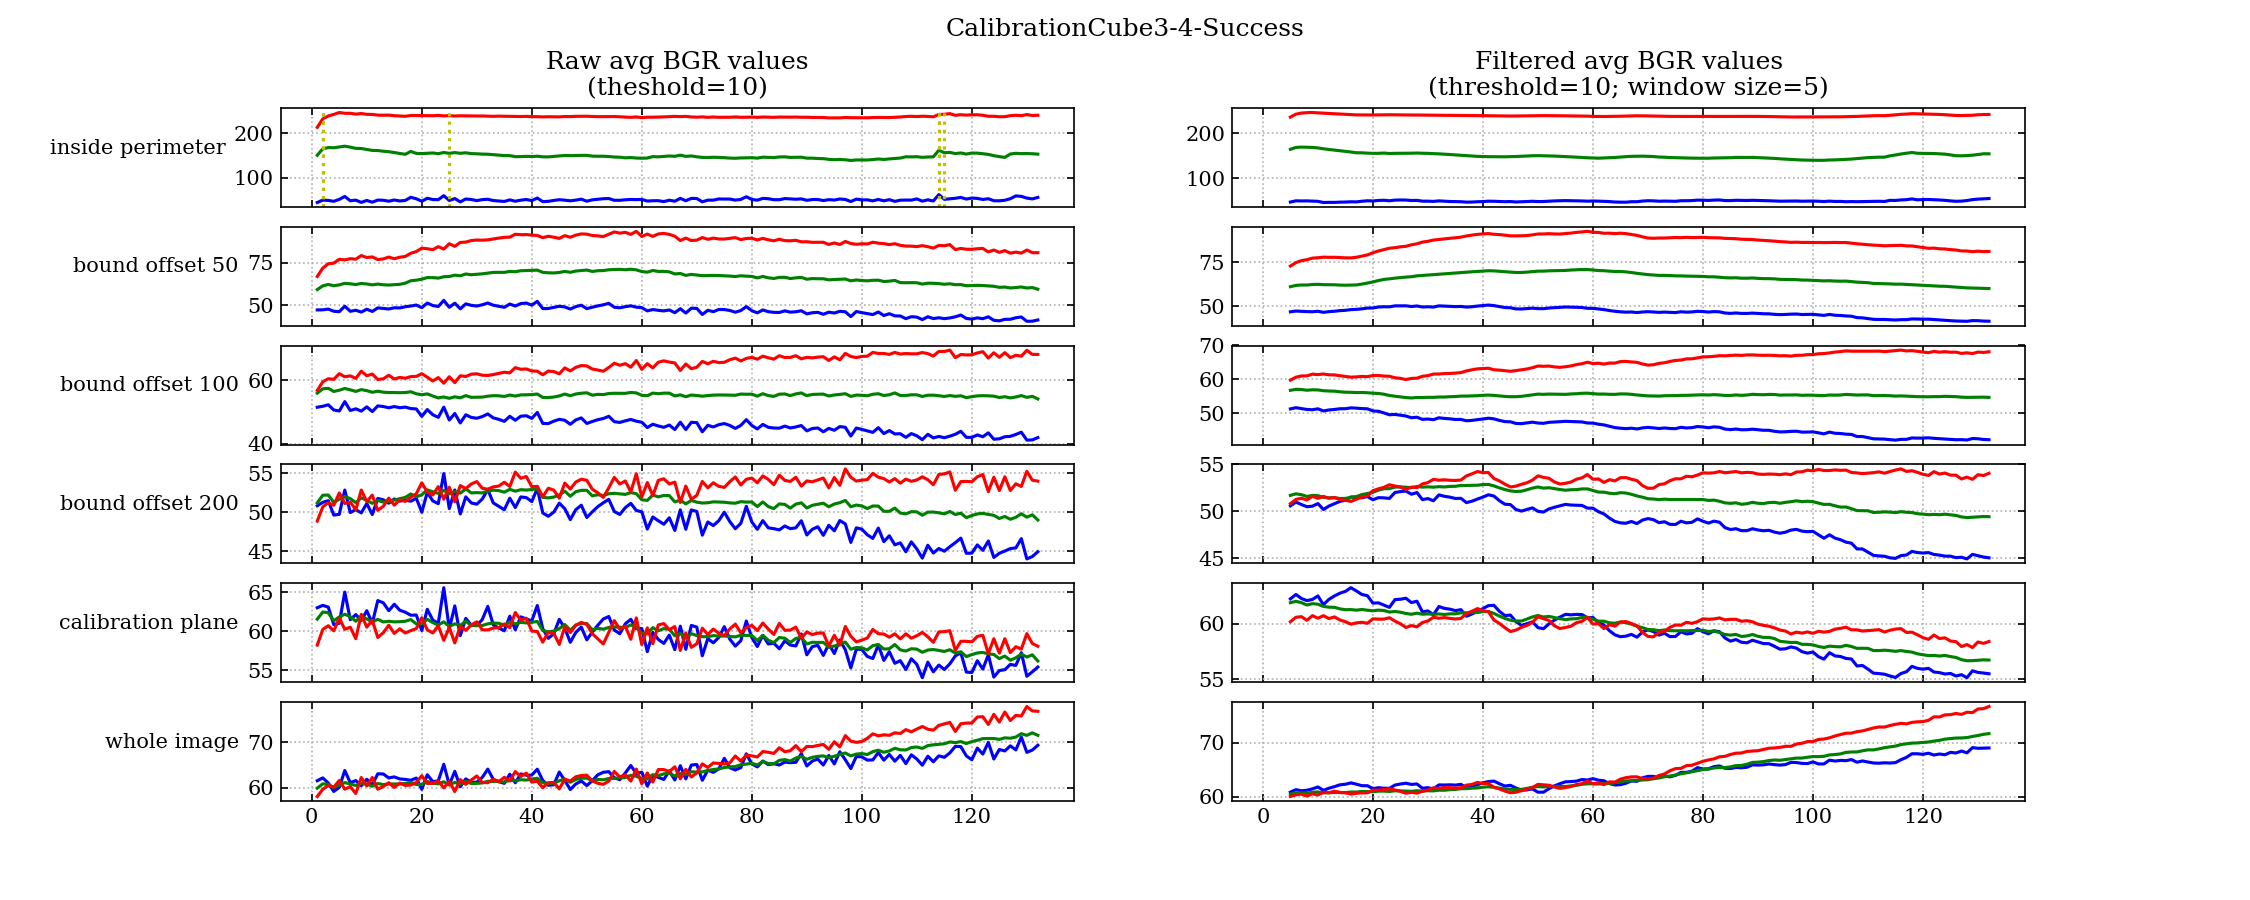 CalibrationCube3-4-Success
Raw avg BGR values
(theshold=10)
Filtered avg BGR values
(threshold=10; window size=5)
inside perimeter
200
100
200
100
bound offset 50
75
50
75
50
bound offset 100
60
40
70
60
50
bound offset 200
55
50
45
55
50
45
calibration plane
65
60
55
60
55
whole image
70
60
70
60
0 20 40 60 80 100 120
0 20 40 60 80 100 120